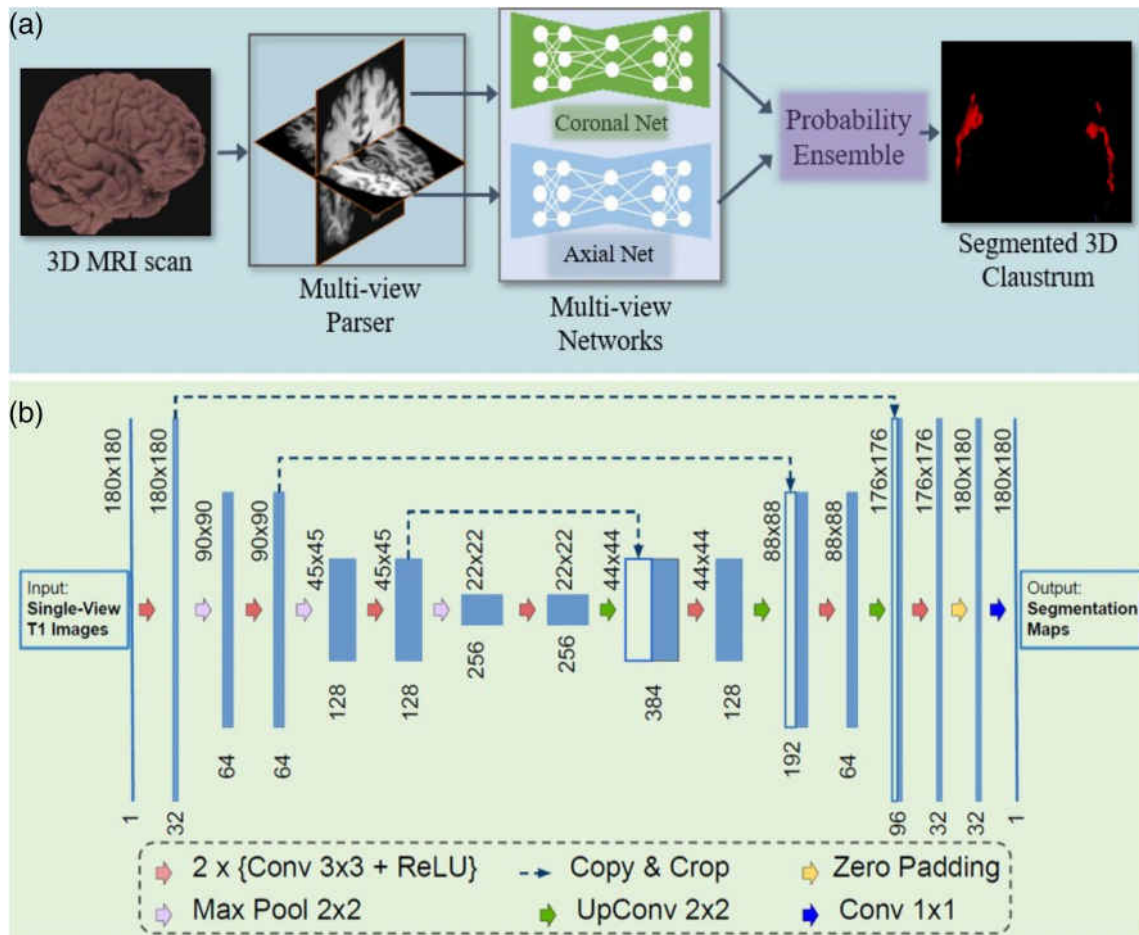 (a)
3D MRI scan
Multi-view
Parser
Coronal Net
Axial Net
Multi-view
Networks
Probability
Ensemble
Segmented 3D
Claustrum
(b)
Input:
Single-View
T1 Images
180x180
1
180x180
32
90x90
64
90x90
64
45x45
128
45x45
128
22x22
256
22x22
256
44x44
384
44x44
128
88x88
192
88x88
64
176x176
96
176x176
32
180x180
32
180x180
1
Output:
Segmentation
Maps
2 x {Conv 3x3 + ReLU}
Copy & Crop
Zero Padding
Max Pool 2x2
UpConv 2x2
Conv 1x1